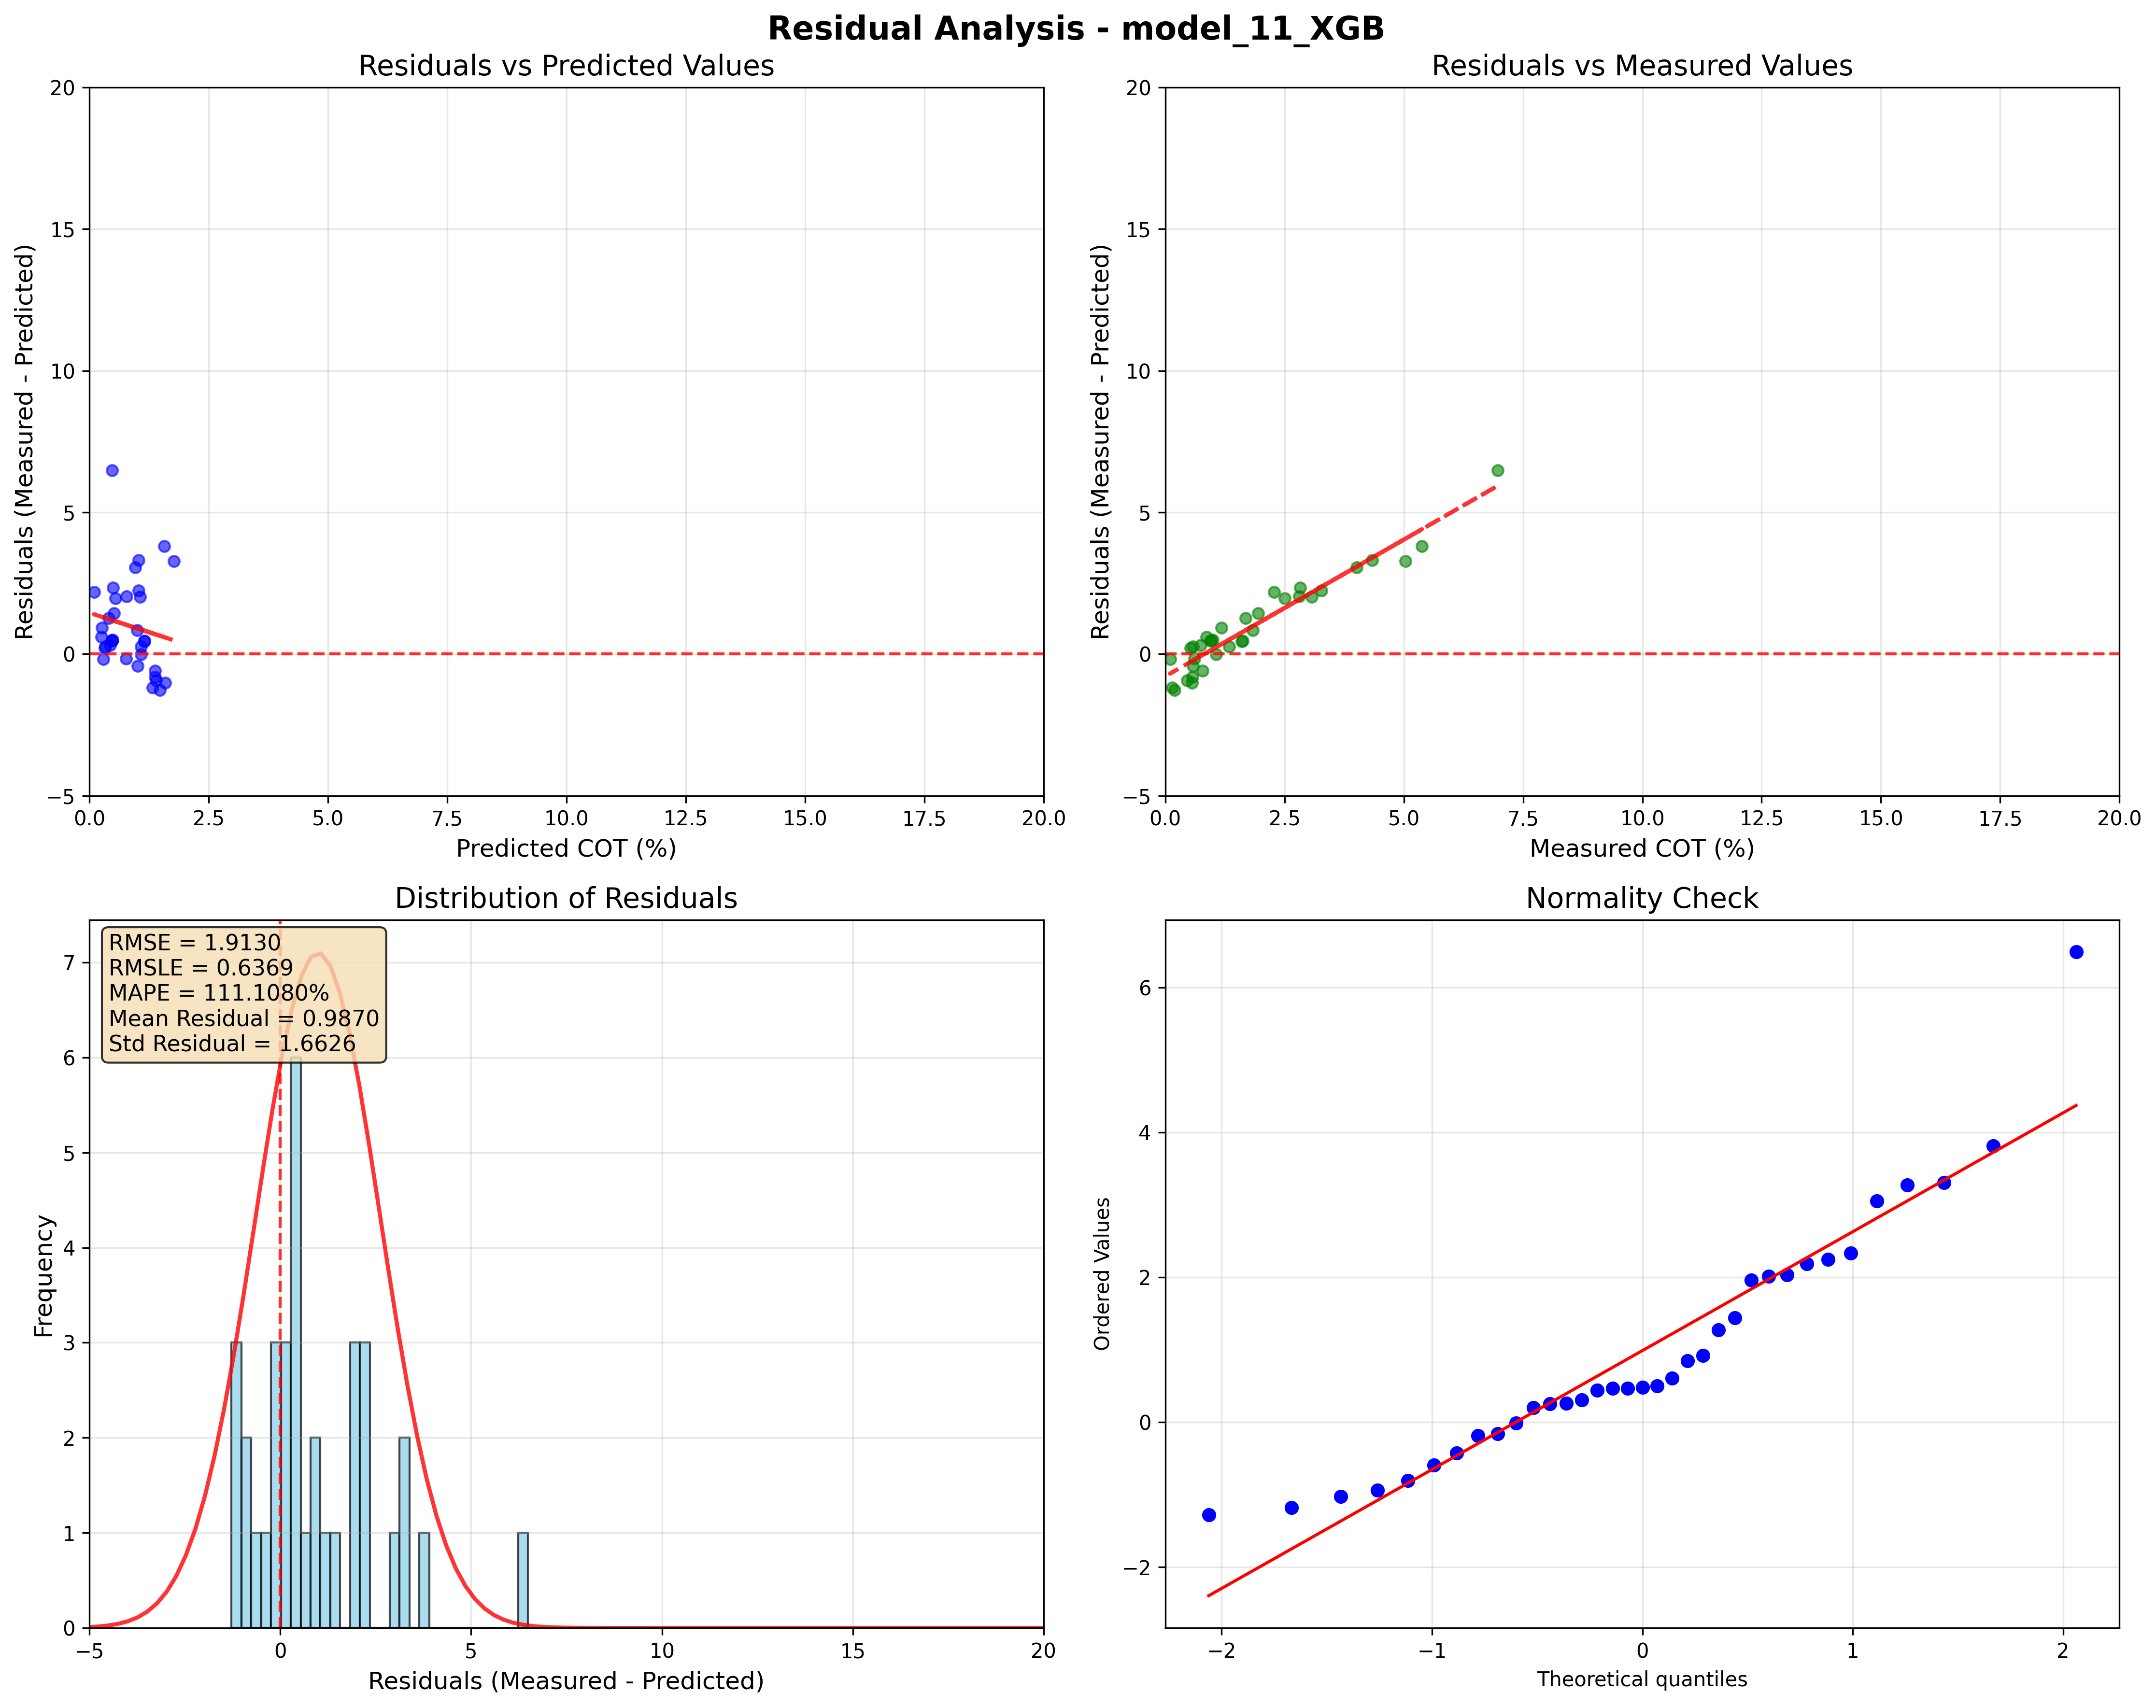 Residual Analysis - model_11_XGB
Residuals vs Predicted Values
20
15
10
5
0
−5
Residuals (Measured - Predicted)
0.0 2.5 5.0 7.5 10.0 12.5 15.0 17.5 20.0
Predicted COT (%)
Residuals vs Measured Values
20
15
10
5
0
−5
Residuals (Measured - Predicted)
0.0 2.5 5.0 7.5 10.0 12.5 15.0 17.5 20.0
Measured COT (%)
Distribution of Residuals
RMSE = 1.9130
RMSLE = 0.6369
MAPE = 111.1080%
Mean Residual = 0.9870
Std Residual = 1.6626
7
6
5
4
3
2
1
0
Frequency
−5 0 5 10 15 20
Residuals (Measured - Predicted)
Normality Check
6
4
2
0
−2
Ordered Values
−2 −1 0 1 2
Theoretical quantiles